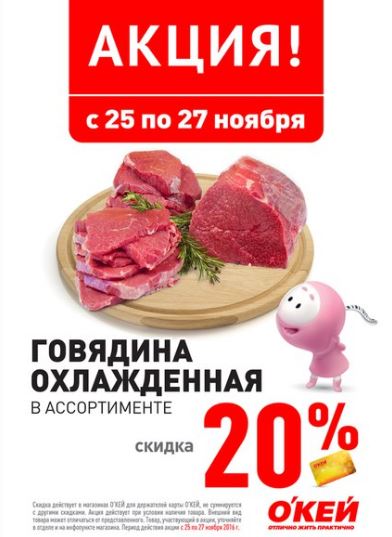 АКЦИЯ!
с 25 по 27 ноября
ГОВЯДИНА
ОХЛАЖДЕННАЯ
В АССОРТИМЕНТЕ
скидка 20%
О'КЕЙ
Скидка действует в магазинах О'КЕЙ для держателей карты О'КЕЙ, не суммируется
с другими скидками. Акция действует при условии наличия товара. Внешний вид
товара может отличаться от представленного. Товар, участвующий в акции, уточняйте
в отделе и на инфопункте магазина. Период действия акции с 25 по 27 ноября 2016 г.
О'КЕЙ
ОТЛИЧНО ЖИТЬ ПРАКТИЧНО